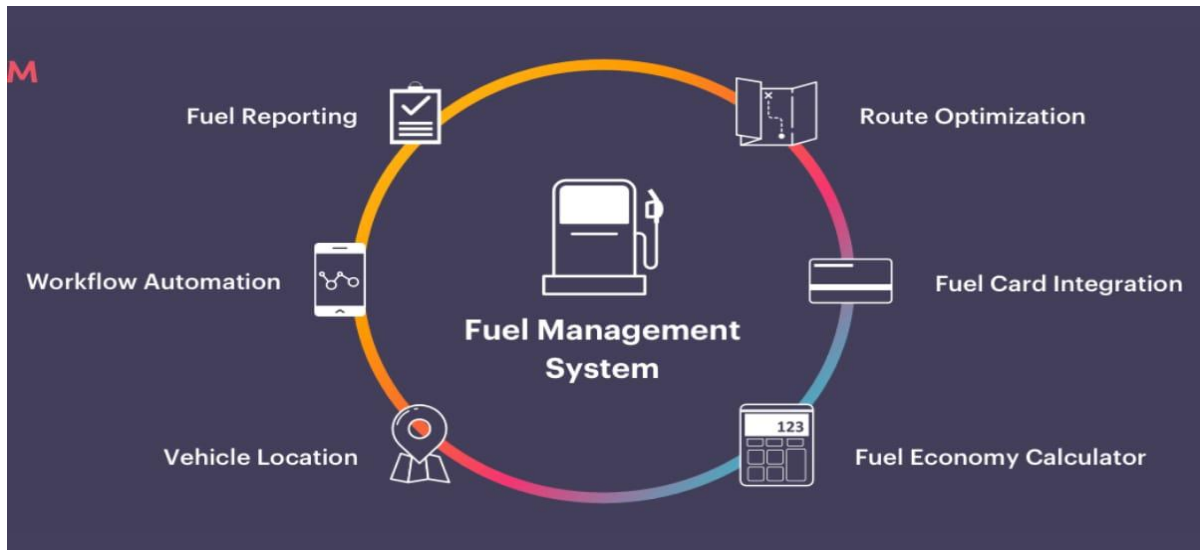 M
Fuel Reporting
Route Optimization
Workflow Automation
Fuel Card Integration
Fuel Management
System
123
Vehicle Location
Fuel Economy Calculator